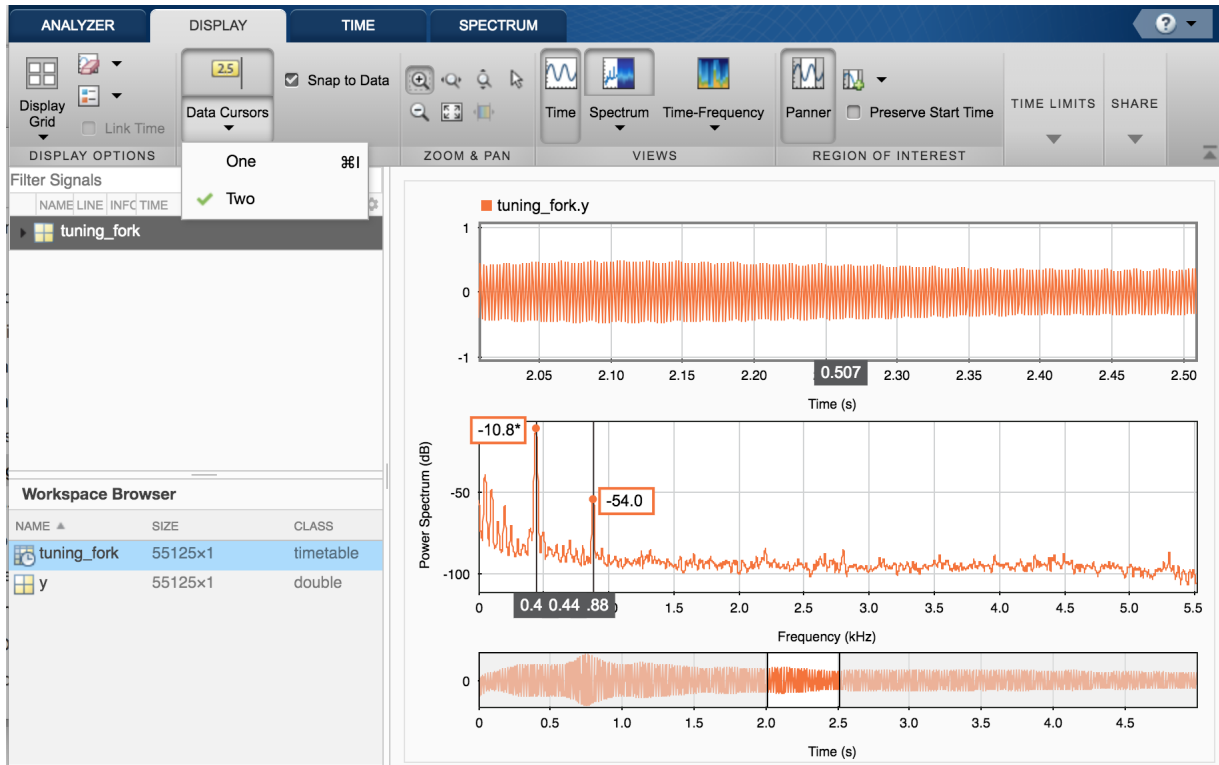 ANALYZER DISPLAY TIME SPECTRUM ?
2.5
Snap to Data
Display Grid
Link Time
Data Cursors
Time Spectrum Time-Frequency
Panner
Preserve Start Time
TIME LIMITS SHARE
DISPLAY OPTIONS
ZOOM & PAN VIEWS REGION OF INTEREST
One ⌘I
Two
Filter Signals
NAME LINE INFC TIME
tuning_fork
Workspace Browser
NAME SIZE CLASS
tuning_fork 55125×1 timetable
y 55125×1 double
tuning_fork.y
1
0
-1
2.05 2.10 2.15 2.20 0.507 2.30 2.35 2.40 2.45 2.50
Time (s)
Power Spectrum (dB)
-10.8*
-50
-54.0
-100
0 0.4 0.44 .88 1.5 2.0 2.5 3.0 3.5 4.0 4.5 5.0 5.5
Frequency (kHz)
0
0 0.5 1.0 1.5 2.0 2.5 3.0 3.5 4.0 4.5
Time (s)